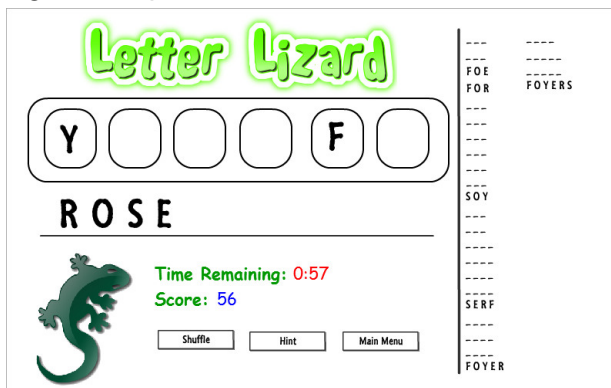 Letter Lizard
Y F
ROSE
Time Remaining: 0:57
Score: 56
Shuffle Hint Main Menu
--- 
---
FOE
FOR
---
---
---
---
---
---
SOY
---
---
----
----
----
----
SERF
----
----
----
FOYER
----
-----
-----
FOYERS